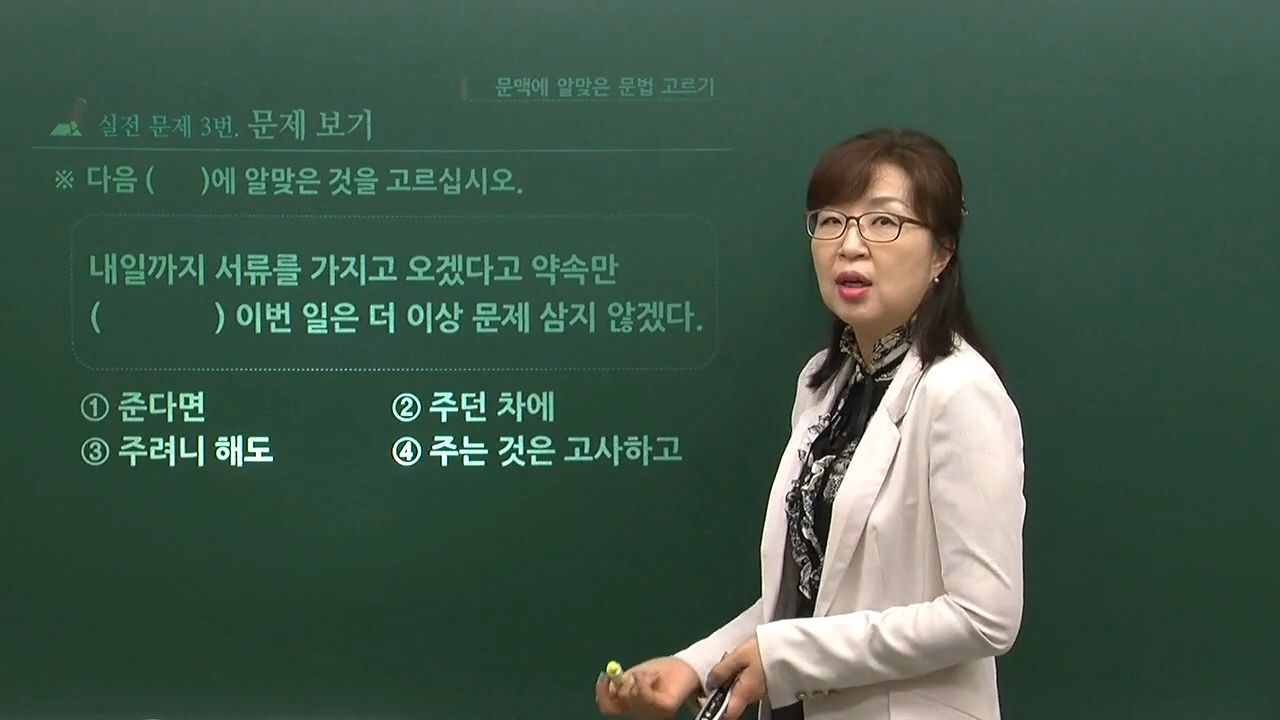 문맥에 알맞은 문법 고르기
실전 문제 3번. 문제 보기
※ 다음 ( )에 알맞은 것을 고르십시오.
내일까지 서류를 가지고 오겠다고 약속만
( ) 이번 일은 더 이상 문제 삼지 않겠다.
① 준다면 ② 주던 차에
③ 주려니 해도 ④ 주는 것은 고사하고